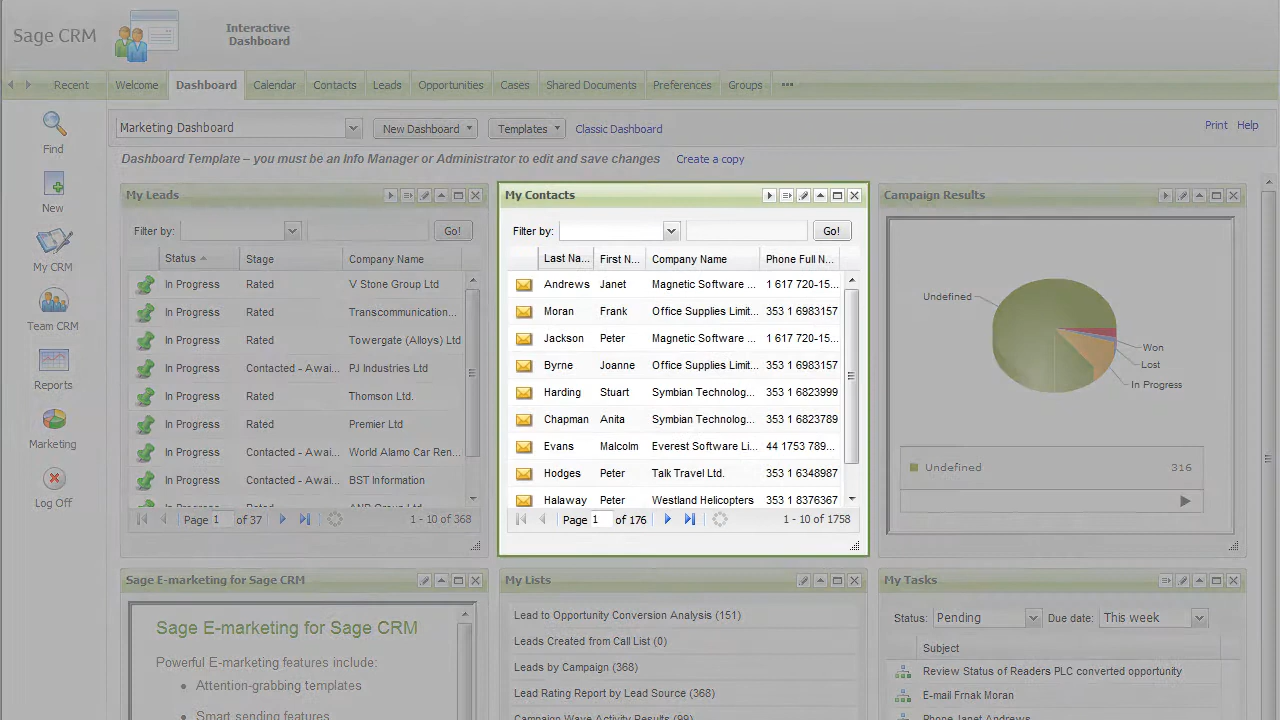 Sage CRM
Interactive
Dashboard
Recent Welcome Dashboard Calendar Contacts Leads Opportunities Cases Shared Documents Preferences Groups
Marketing Dashboard New Dashboard Templates Classic Dashboard Print Help
Dashboard Template – you must be an Info Manager or Administrator to edit and save changes Create a copy
Find
New
My CRM
Team CRM
Reports
Marketing
Log Off
My Leads
Filter by: Go!
Status Stage Company Name
In Progress Rated V Stone Group Ltd
In Progress Rated Transcommunication...
In Progress Rated Towergate (Alloys) Ltd
In Progress Contacted - Awai... PJ Industries Ltd
In Progress Rated Thomson Ltd.
In Progress Rated Premier Ltd
In Progress Contacted - Awai... World Alamo Car Ren...
In Progress Contacted - Awai... BST Information
In Progress Rated
Page 1 of 37 1 - 10 of 368
My Contacts
Filter by: Go!
Last Na... First N... Company Name Phone Full N...
Andrews Janet Magnetic Software ... 1 617 720-15...
Moran Frank Office Supplies Limit... 353 1 6983157
Jackson Peter Magnetic Software ... 1 617 720-15...
Byrne Joanne Office Supplies Limit... 353 1 6983157
Harding Stuart Symbian Technolog... 353 1 6823999
Chapman Anita Symbian Technolog... 353 1 6823789
Evans Malcolm Everest Software Li... 44 1753 789...
Hodges Peter Talk Travel Ltd. 353 1 6348987
Halaway Peter Westland Helicopters 353 1 8376367
Page 1 of 176 1 - 10 of 1758
Campaign Results
Undefined
Won
Lost
In Progress
Undefined 316
Sage E-marketing for Sage CRM
Sage E-marketing for Sage CRM
Powerful E-marketing features include:
• Attention-grabbing templates
• Smart sending features
My Lists
Lead to Opportunity Conversion Analysis (151)
Leads Created from Call List (0)
Leads by Campaign (368)
Lead Rating Report by Lead Source (368)
Campaign Wave Activity Results (99)
My Tasks
Status: Pending Due date: This week
Subject
Review Status of Readers PLC converted opportunity
E-mail Frnak Moran
Phone Janet Andrews